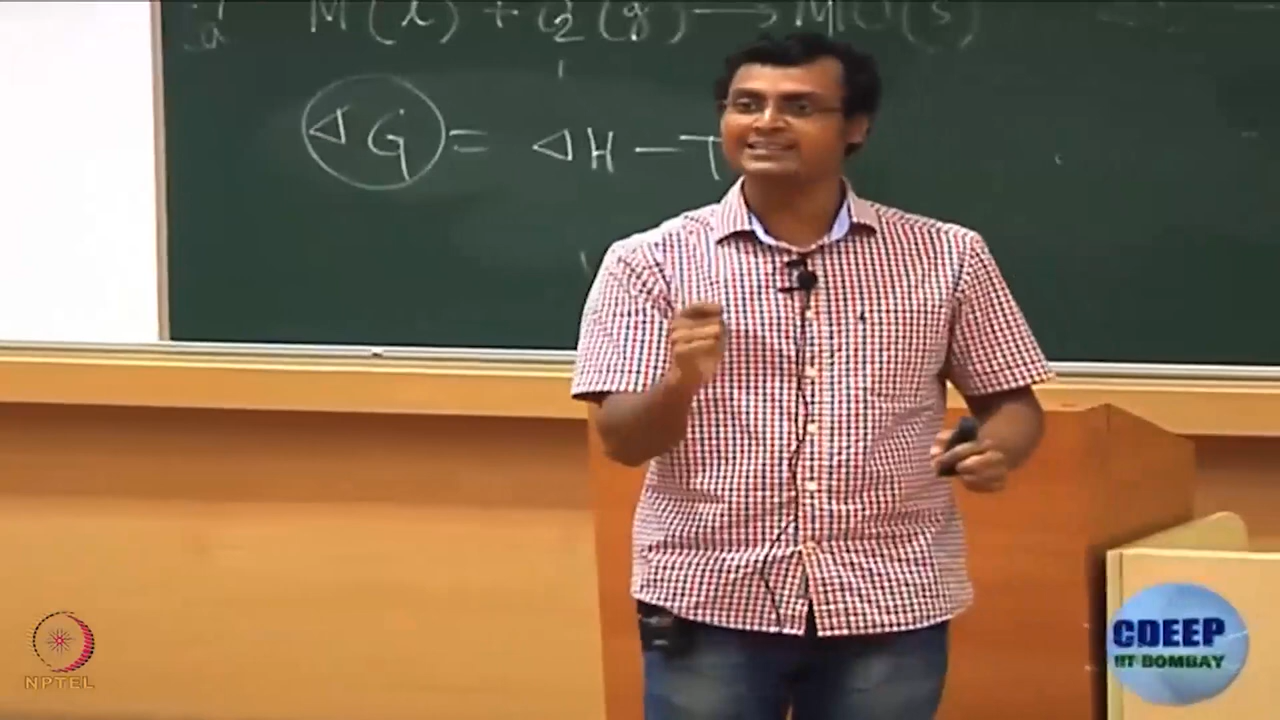 M(l) + O2(g) → MO(s)
ΔG = ΔH – T
NPTEL
CDEEP
IIT BOMBAY